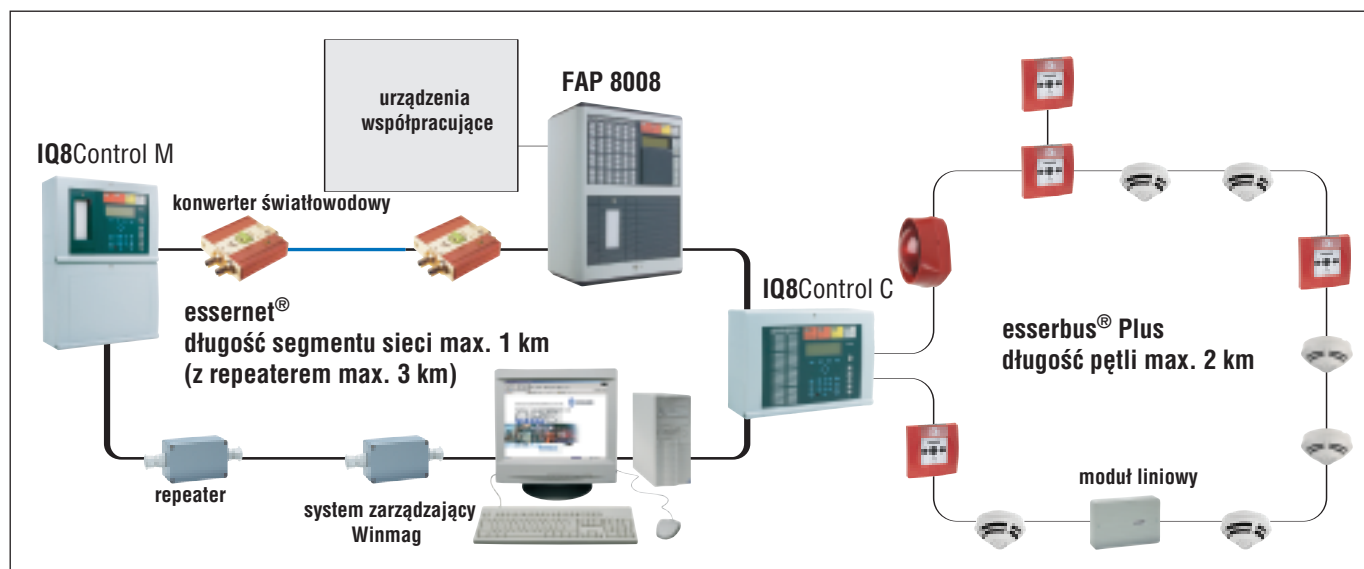 urządzenia
współpracujące
FAP 8008
IQ8Control M
konwerter światłowodowy
essernet®
długość segmentu sieci max. 1 km
(z repeaterem max. 3 km)
IQ8Control C
esserbus® Plus
długość pętli max. 2 km
repeater
system zarządzający
Winmag
moduł liniowy